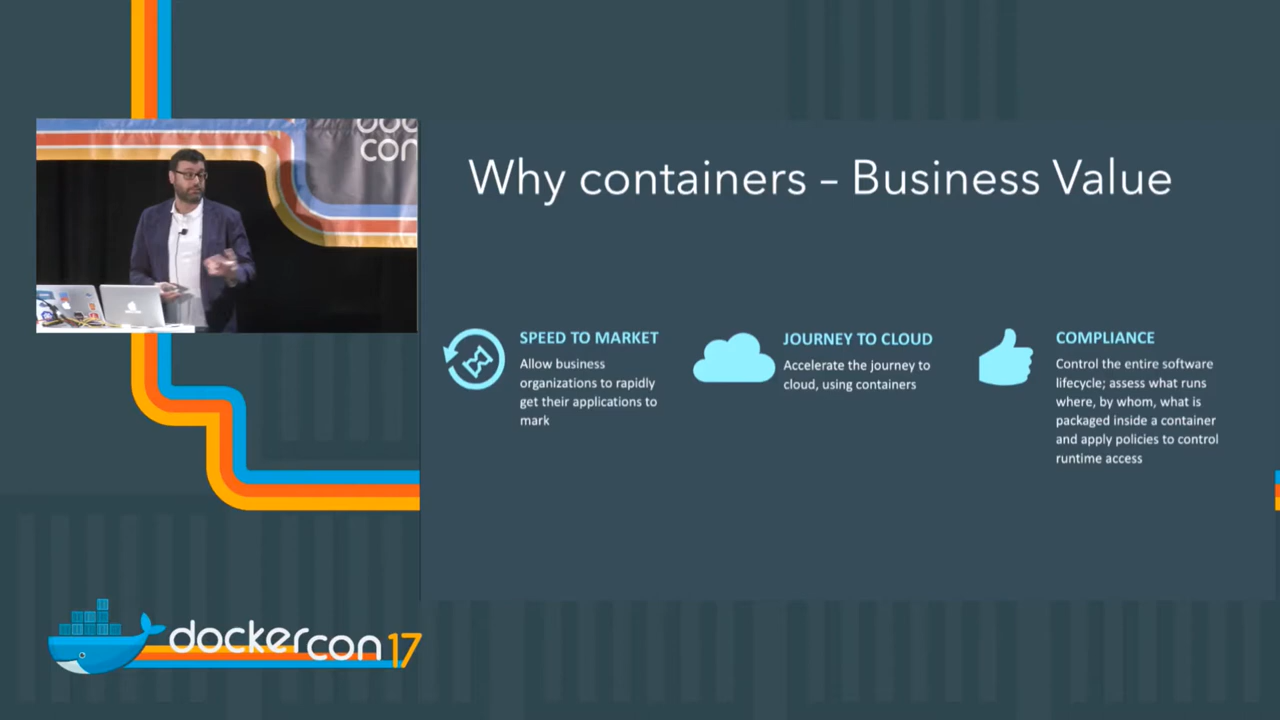 docker
con
Why containers – Business Value
SPEED TO MARKET
Allow business
organizations to rapidly
get their applications to
mark
JOURNEY TO CLOUD
Accelerate the journey to
cloud, using containers
COMPLIANCE
Control the entire software
lifecycle; assess what runs
where, by whom, what is
packaged inside a container
and apply policies to control
runtime access
dockercon17